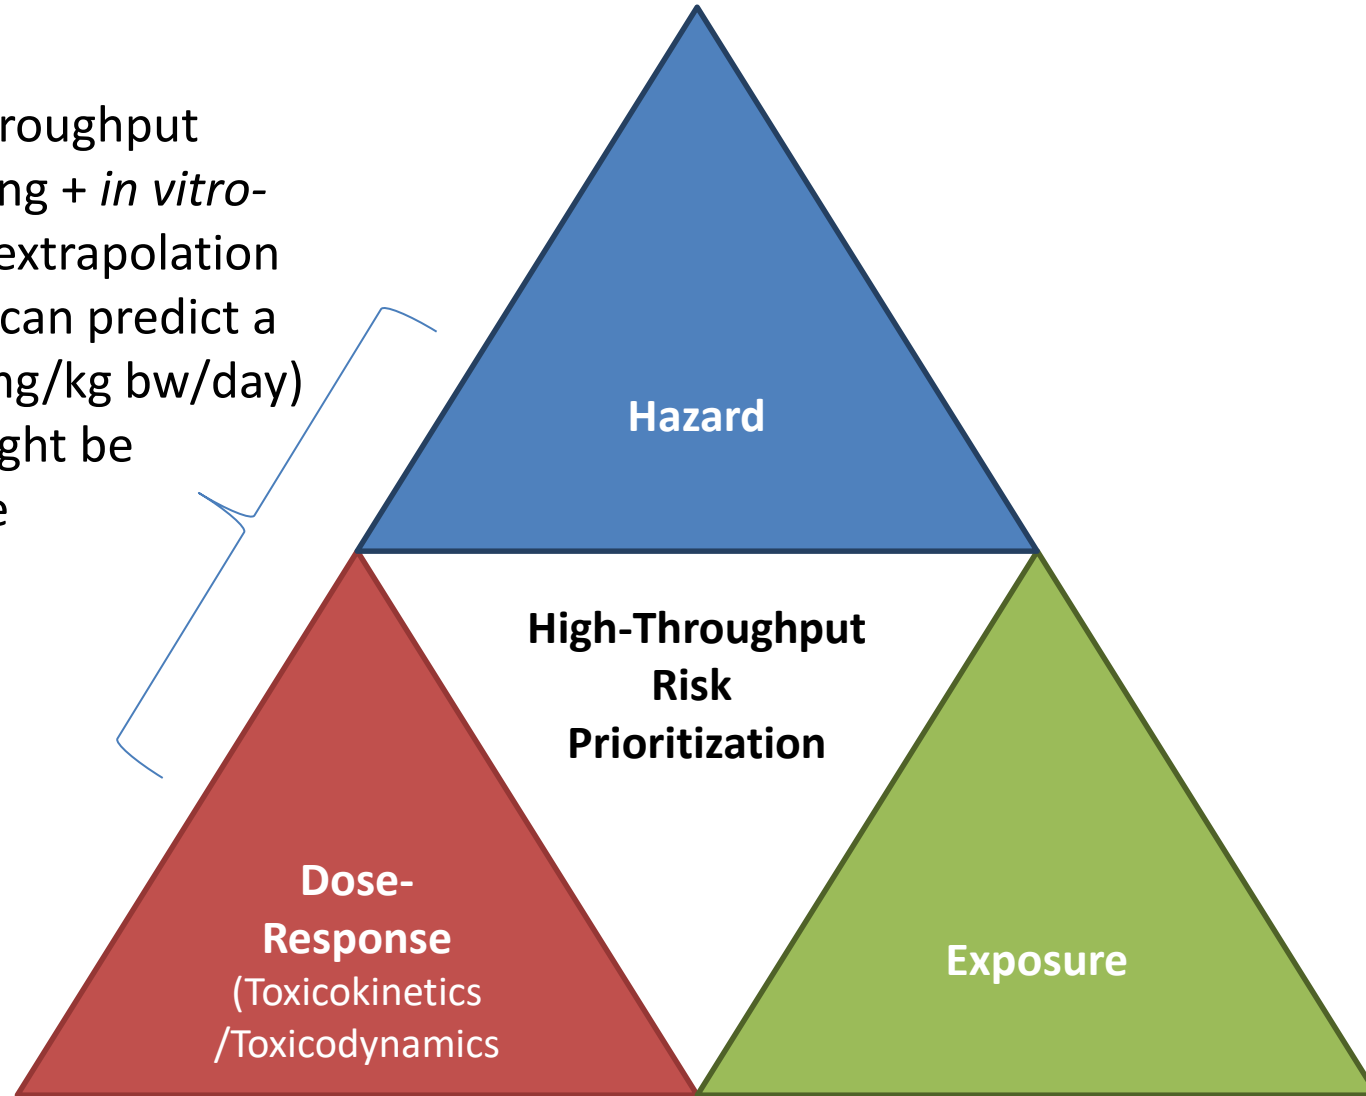 roughput
ng + in vitro-
extrapolation
can predict a
ng/kg bw/day)
ght be
Hazard
High-Throughput
Risk
Prioritization
Dose-
Response
(Toxicokinetics
/Toxicodynamics
Exposure